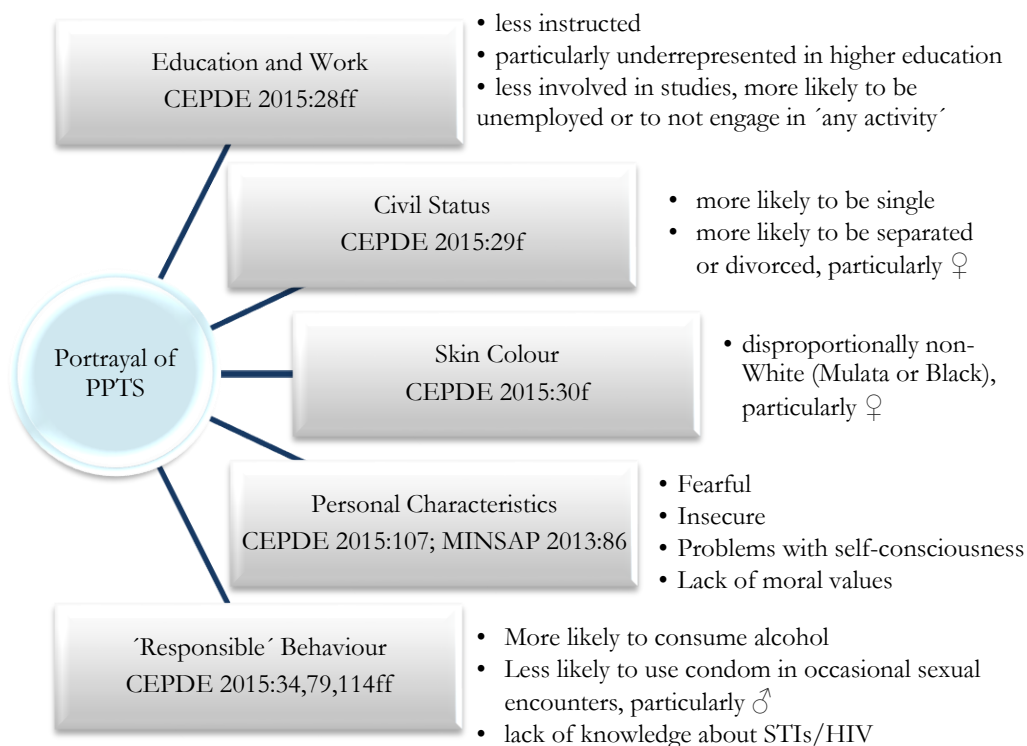 Education and Work
CEPDE 2015:28ff
• less instructed
• particularly underrepresented in higher education
• less involved in studies, more likely to be
unemployed or to not engage in ´any activity´
Civil Status
CEPDE 2015:29f
• more likely to be single
• more likely to be separated
or divorced, particularly ♀
Portrayal of
PPTS
Skin Colour
CEPDE 2015:30f
• disproportionally non-
White (Mulata or Black),
particularly ♀
Personal Characteristics
CEPDE 2015:107; MINSAP 2013:86
• Fearful
• Insecure
• Problems with self-consciousness
• Lack of moral values
´Responsible´ Behaviour
CEPDE 2015:34,79,114ff
• More likely to consume alcohol
• Less likely to use condom in occasional sexual
encounters, particularly ♂
• lack of knowledge about STIs/HIV